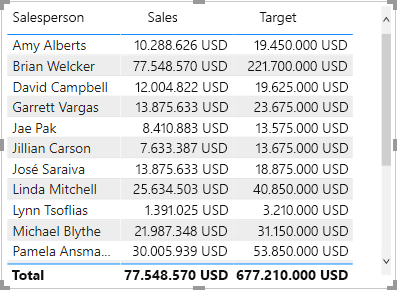 Salesperson Sales Target
Amy Alberts 10.288.626 USD 19.450.000 USD
Brian Welcker 77.548.570 USD 221.700.000 USD
David Campbell 12.004.822 USD 19.625.000 USD
Garrett Vargas 13.875.633 USD 23.675.000 USD
Jae Pak 8.410.883 USD 13.575.000 USD
Jillian Carson 7.633.387 USD 13.675.000 USD
José Saraiva 13.875.633 USD 18.875.000 USD
Linda Mitchell 25.634.503 USD 40.850.000 USD
Lynn Tsoflias 1.391.025 USD 3.210.000 USD
Michael Blythe 21.987.348 USD 31.150.000 USD
Pamela Ansma... 30.005.939 USD 53.850.000 USD
Total 77.548.570 USD 677.210.000 USD